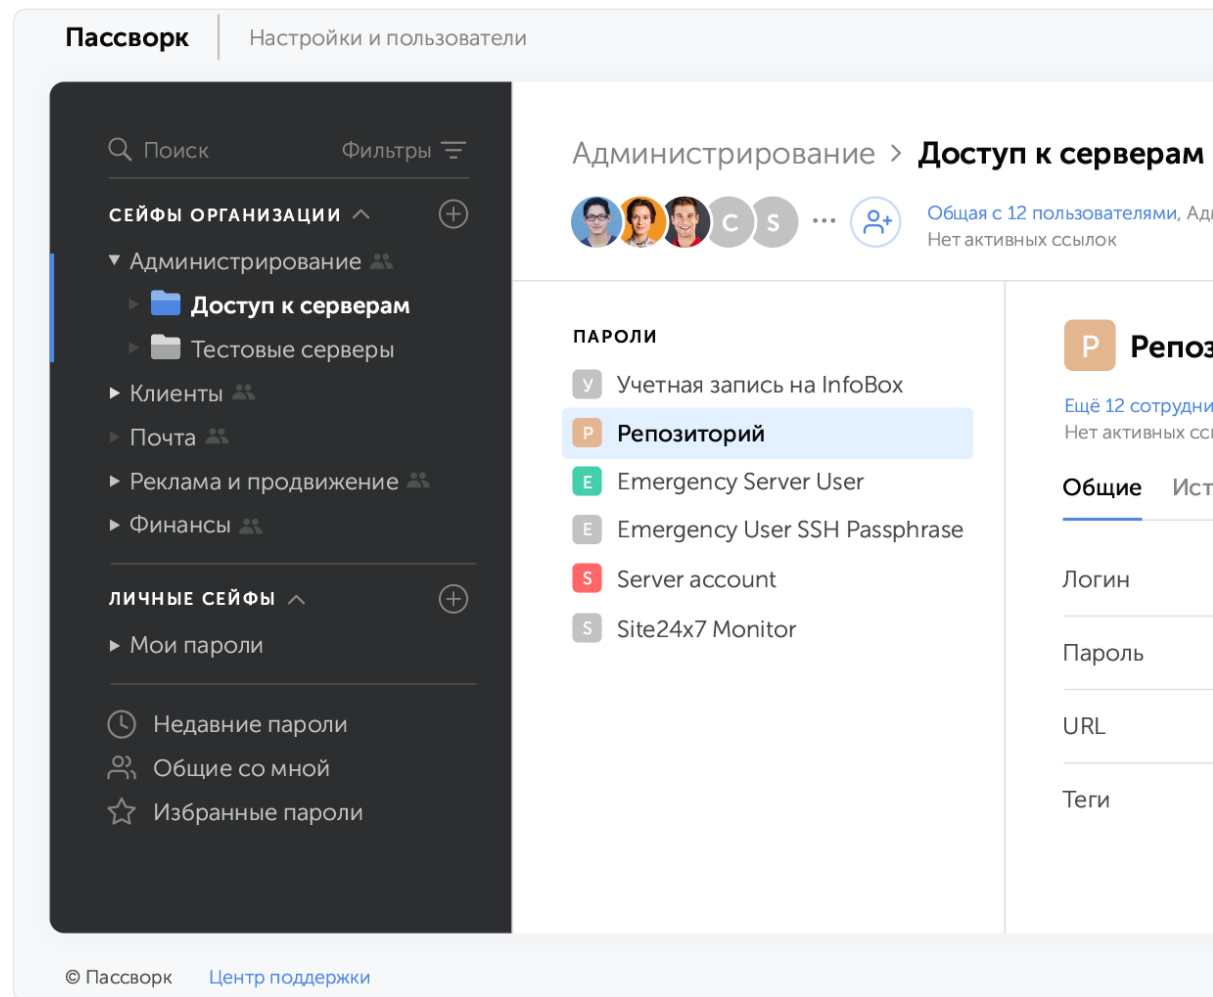 Пассворк
Настройки и пользователи
Поиск
Фильтры
СЕЙФЫ ОРГАНИЗАЦИИ
Администрирование
Доступ к серверам
Тестовые серверы
Клиенты
Почта
Реклама и продвижение
Финансы
ЛИЧНЫЕ СЕЙФЫ
Мои пароли
Недавние пароли
Общие со мной
Избранные пароли
Администрирование > Доступ к серверам
C S ···
Общая с 12 пользователями,
Нет активных ссылок
ПАРОЛИ
У Учетная запись на InfoBox
Р Репозиторий
E Emergency Server User
E Emergency User SSH Passphrase
S Server account
S Site24x7 Monitor
Р
Ещё 12
Нет активных
Общие
Логин
Пароль
URL
Теги
© Пассворк
Центр поддержки